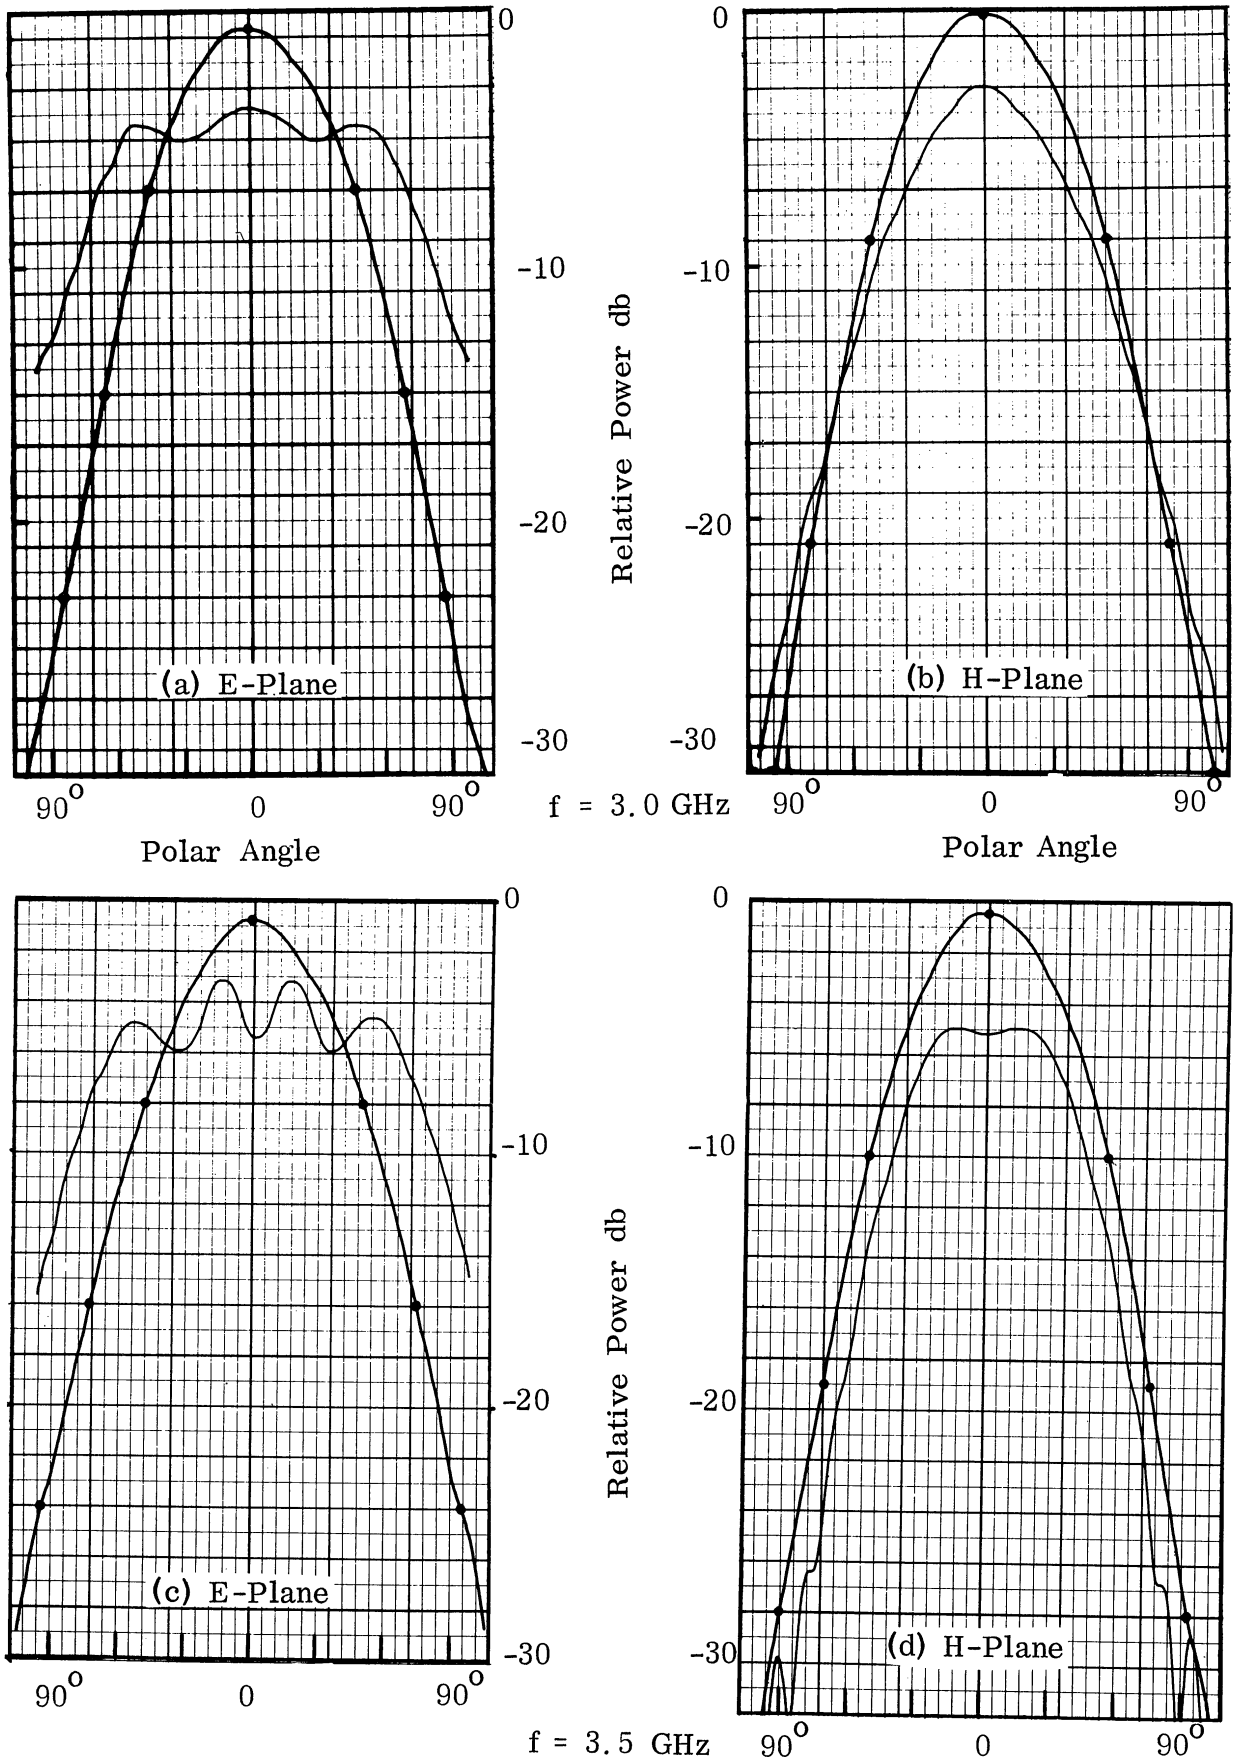 0
-10
-20
-30
Relative Power db
0
-10
-20
-30
(a) E-Plane
(b) H-Plane
90° 0 90°
f = 3.0 GHz
90° 0 90°
Polar Angle
Polar Angle
0
-10
-20
-30
Relative Power db
0
-10
-20
-30
(c) E-Plane
(d) H-Plane
90° 0 90°
f = 3.5 GHz
90° 0 90°